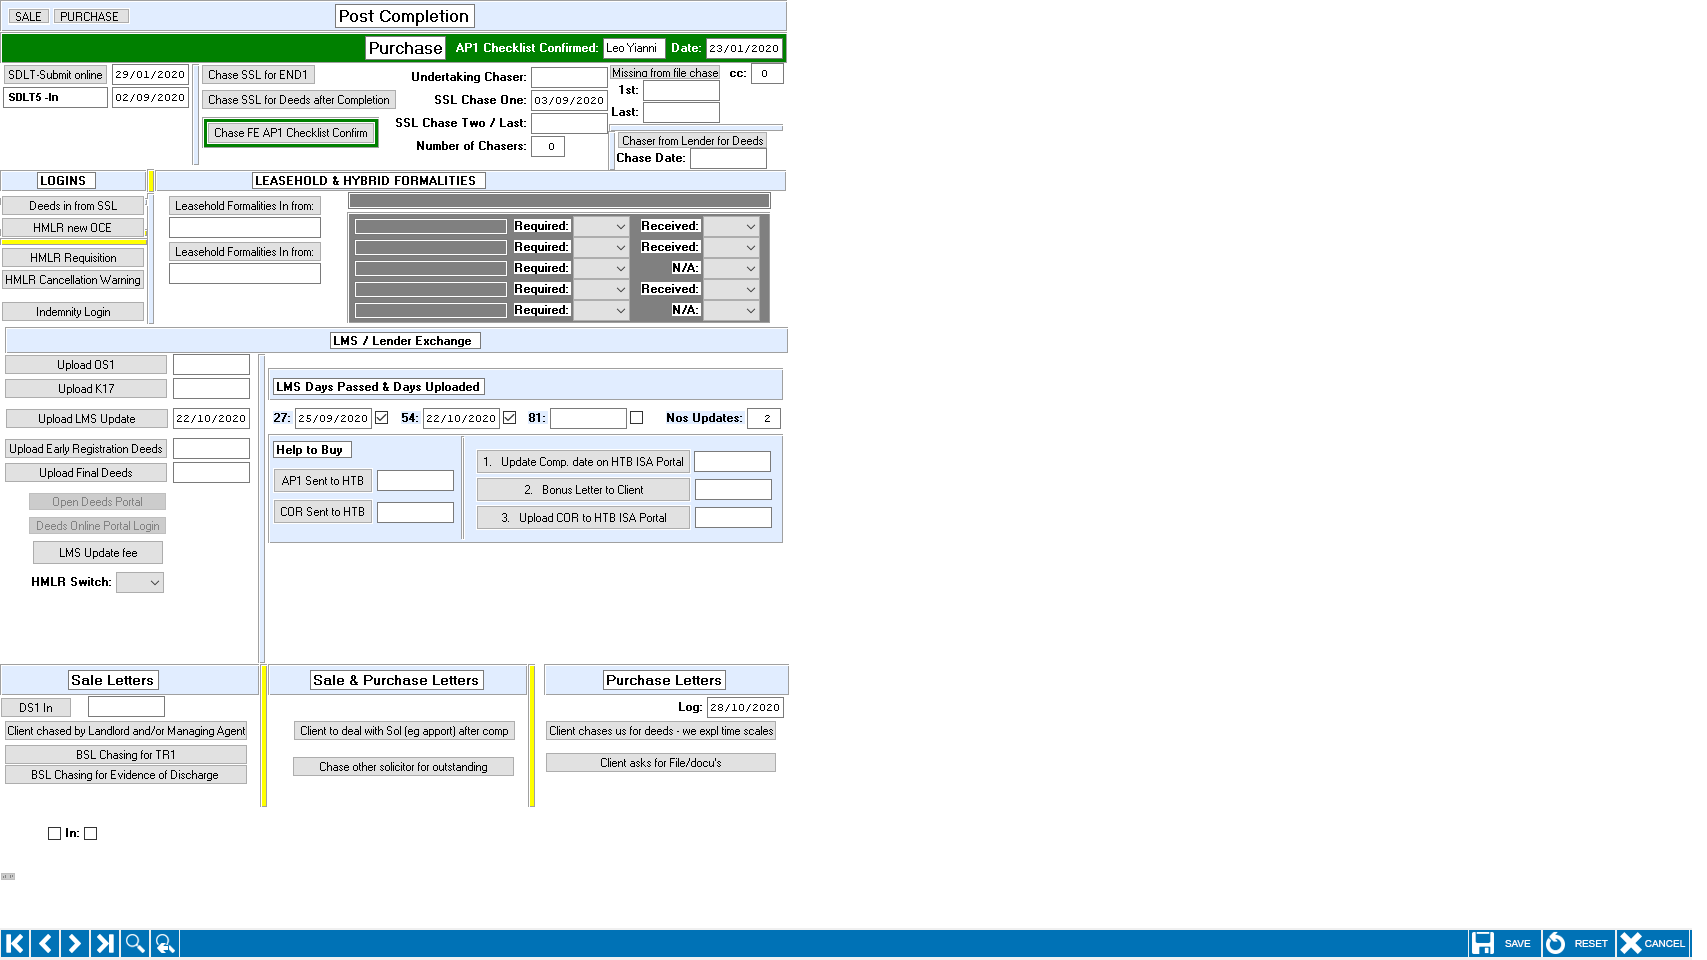 SALE PURCHASE Post Completion
Purchase AP1 Checklist Confirmed: Leo Yianni Date: 23/01/2020
SDLT-Submit online 29/01/2020
SDLT5 -In 02/09/2020
Chase SSL for END1
Chase SSL for Deeds after Completion
Chase FE AP1 Checklist Confirm
Undertaking Chaser:
SSL Chase One: 03/09/2020
SSL Chase Two / Last:
Number of Chasers: 0
Missing from file chase cc: 0
1st:
Last:
Chaser from Lender for Deeds
Chase Date:
LOGINS
Deeds in from SSL
HMLR new OCE
HMLR Requisition
HMLR Cancellation Warning
Indemnity Login
LEASEHOLD & HYBRID FORMALITIES
Leasehold Formalities In from:
Leasehold Formalities In from:
Required: Received:
Required: Received:
Required: N/A:
Required: Received:
Required: N/A:
LMS / Lender Exchange
Upload OS1
Upload K17
Upload LMS Update 22/10/2020
Upload Early Registration Deeds
Upload Final Deeds
Open Deeds Portal
Deeds Online Portal Login
LMS Update fee
HMLR Switch:
LMS Days Passed & Days Uploaded
27: 25/09/2020 54: 22/10/2020 81: Nos Updates: 2
Help to Buy
AP1 Sent to HTB
COR Sent to HTB
1. Update Comp. date on HTB ISA Portal
2. Bonus Letter to Client
3. Upload COR to HTB ISA Portal
Sale Letters
DS1 In
Client chased by Landlord and/or Managing Agent
BSL Chasing for TR1
BSL Chasing for Evidence of Discharge
Sale & Purchase Letters
Client to deal with Sol (eg apport) after comp
Chase other solicitor for outstanding
Purchase Letters
Log: 28/10/2020
Client chases us for deeds - we expl time scales
Client asks for File/docu's
In:
SAVE RESET CANCEL